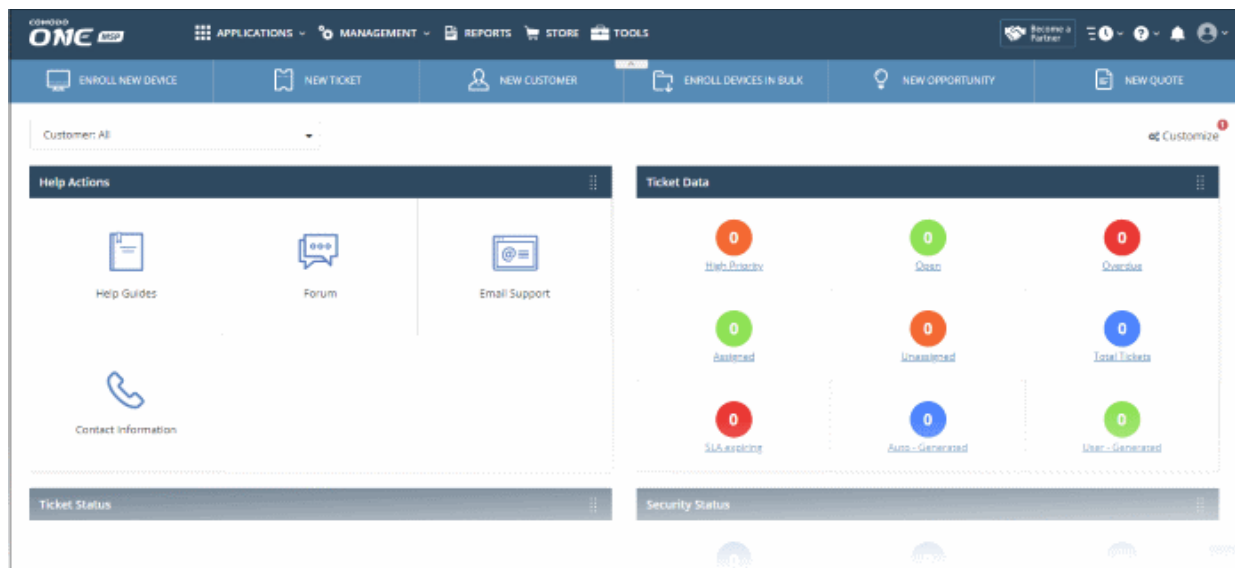 COMODO
ONE MSP
APPLICATIONS
MANAGEMENT
REPORTS
STORE
TOOLS
Become a
Partner
ENROLL NEW DEVICE
NEW TICKET
NEW CUSTOMER
ENROLL DEVICES IN BULK
NEW OPPORTUNITY
NEW QUOTE
Customer: All
1
Customize
Help Actions
Help Guides
Forum
Email Support
Contact Information
Ticket Data
0
0
0
High Priority
Open
Overdue
0
0
0
Assigned
Unassigned
Total Tickets
0
0
0
SLA expiring
Auto - Generated
User - Generated
Ticket Status
Security Status